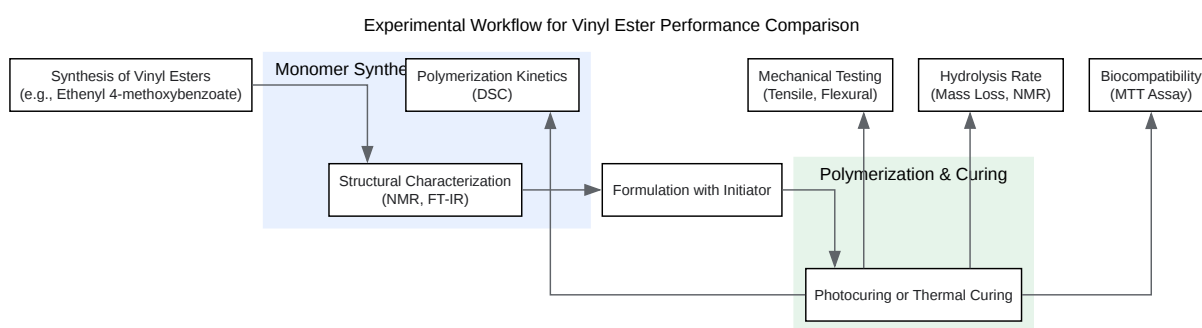 Experimental Workflow for Vinyl Ester Performance Comparison
Synthesis of Vinyl Esters
(e.g., Ethenyl 4-methoxybenzoate)
Monomer Synthe
Polymerization Kinetics
(DSC)
Mechanical Testing
(Tensile, Flexural)
Hydrolysis Rate
(Mass Loss, NMR)
Biocompatibility
(MTT Assay)
Structural Characterization
(NMR, FT-IR)
Formulation with Initiator
Polymerization & Curing
Photocuring or Thermal Curing